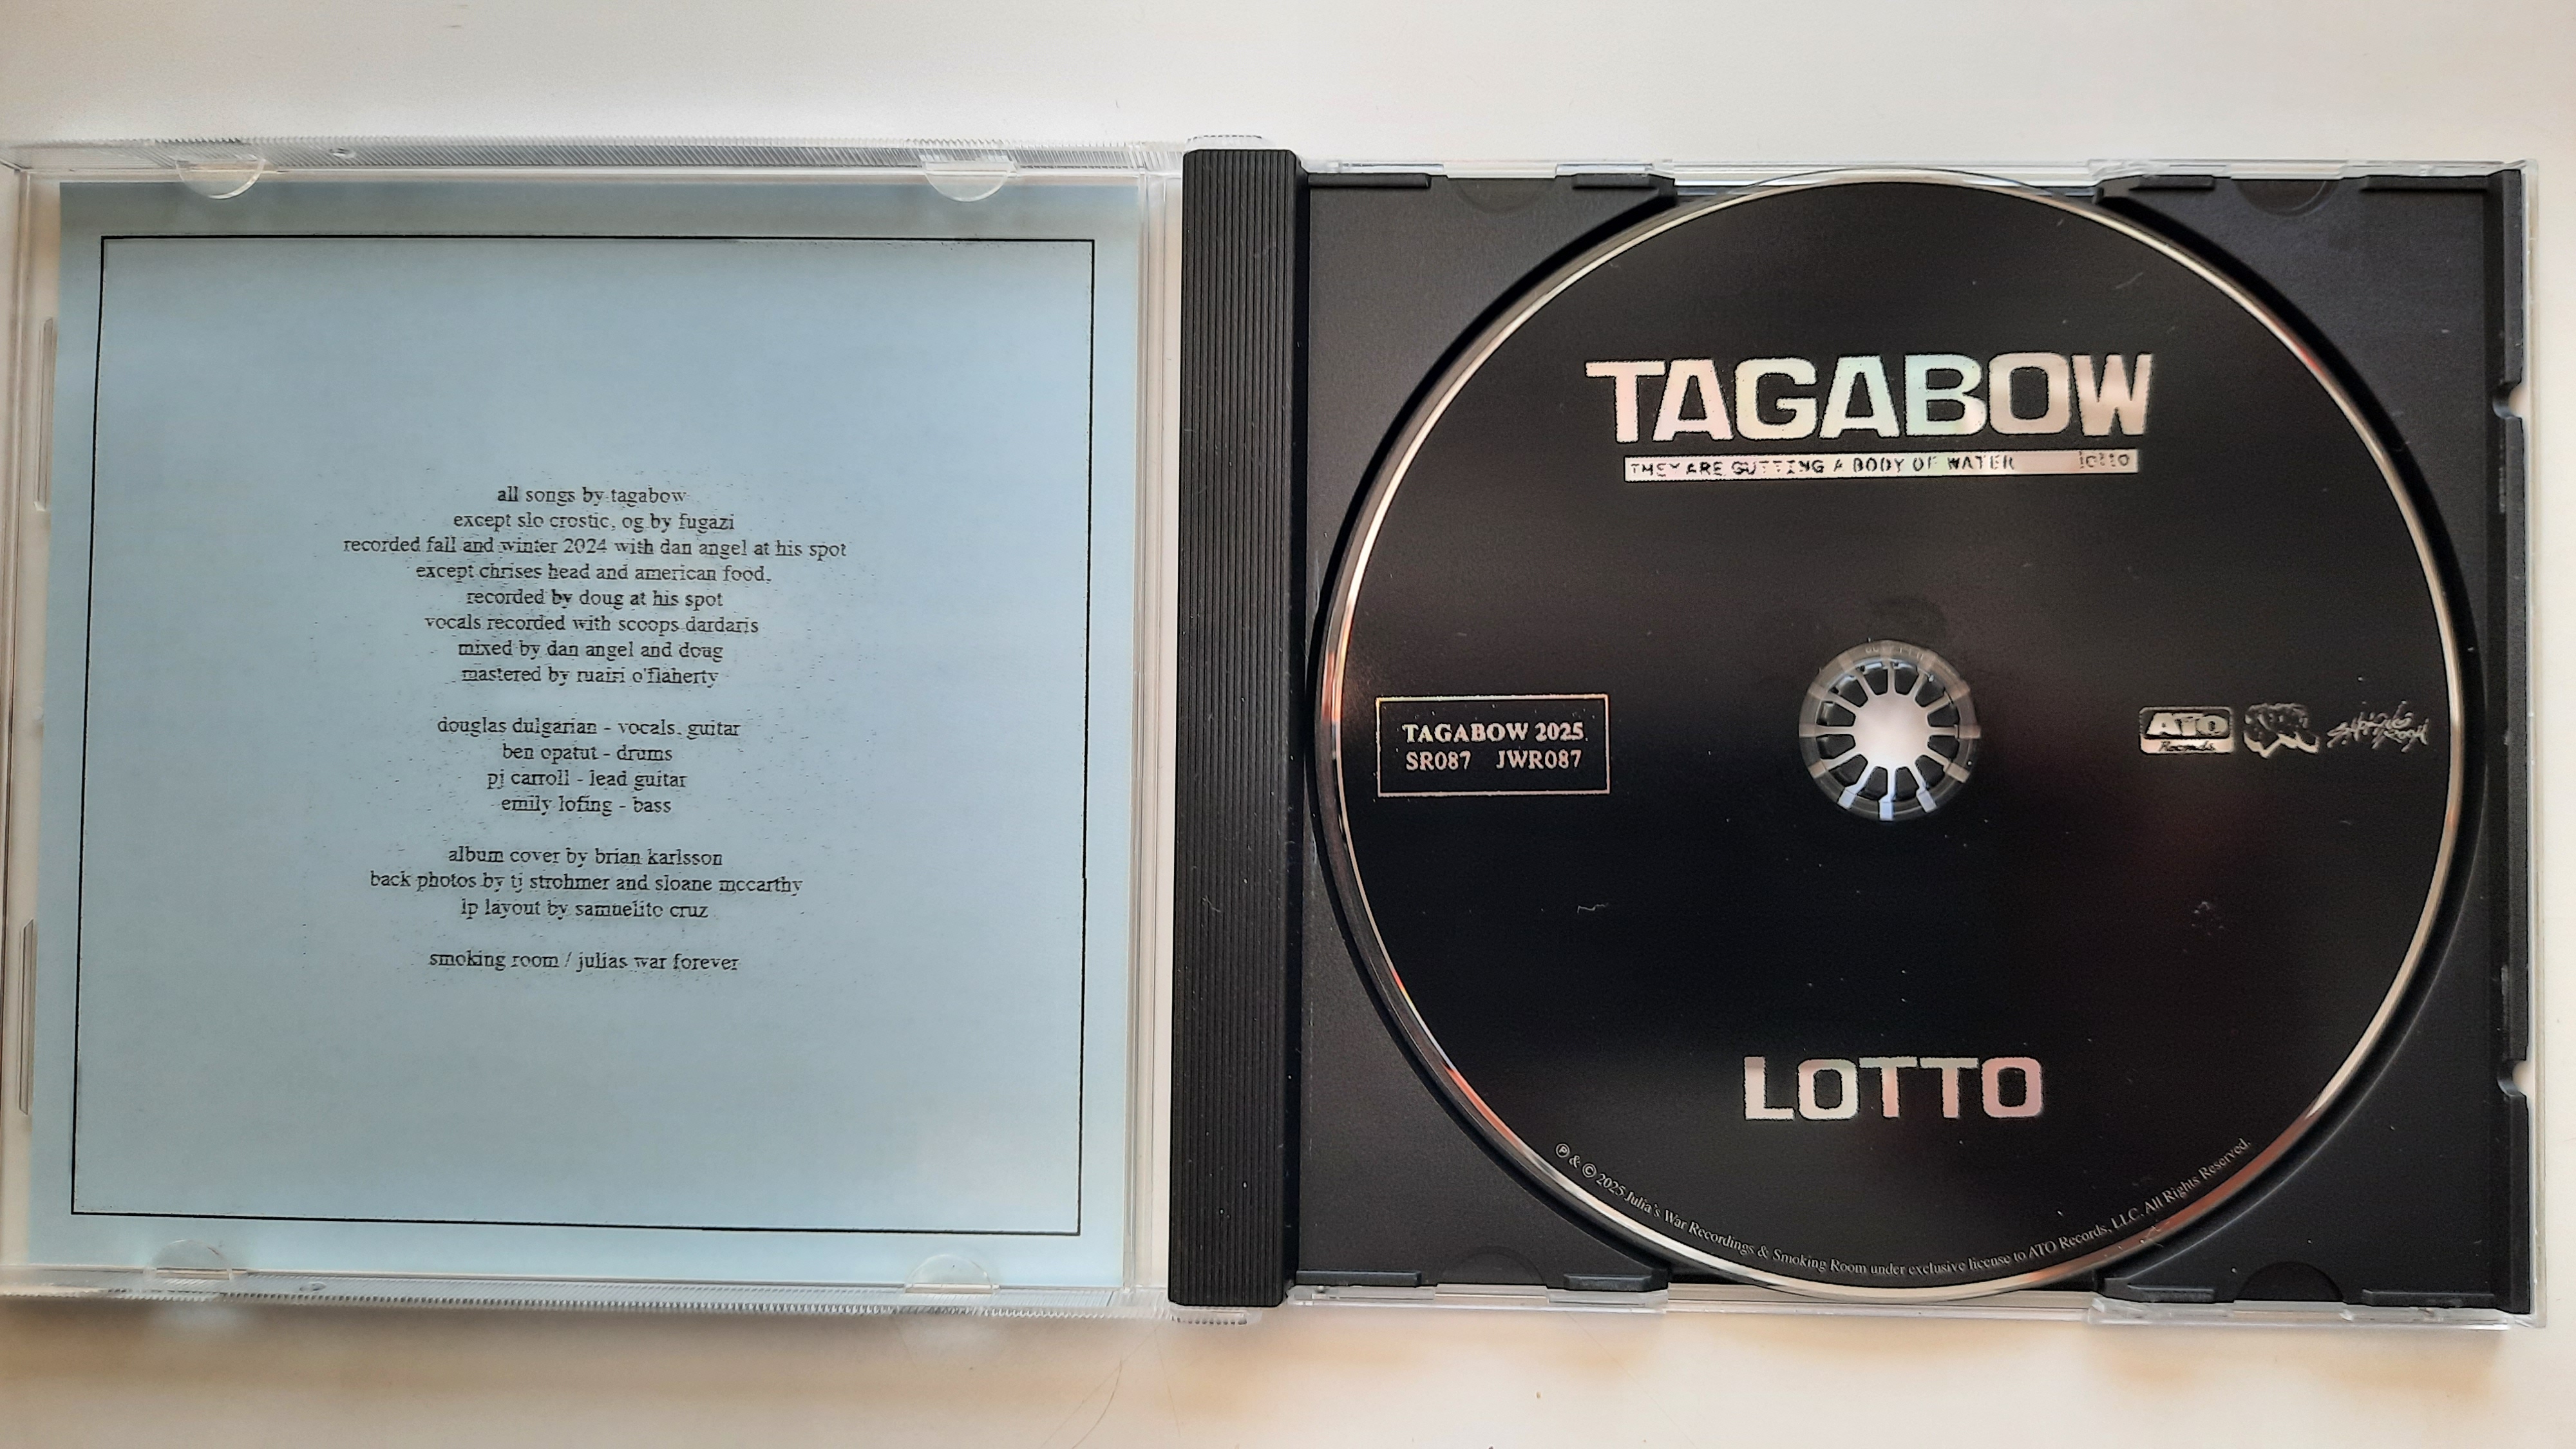 all songs by tagabow
except slo crostic, og by fugazi
recorded fall and winter 2024 with dan angel at his spot
except chrises head and american food,
recorded by doug at his spot
vocals recorded with scoops dardaris
mixed by dan angel and doug
mastered by ruairi o'flaherty
douglas dulgarian - vocals, guitar
ben opatut - drums
pj carroll - lead guitar
emily lofing - bass
album cover by brian karlsson
back photos by tj strohmer and sloane mccarthy
lp layout by samuelito cruz
smoking room / julias war forever
TAGABOW
THEY ARE GUTTING A BODY OF WATER lotto
TAGABOW 2025
SR087 JWR087
ATO
Records
LOTTO
℗ & © 2025 Julia's War Recordings & Smoking Room under exclusive license to ATO Records, LLC. All Rights Reserved.